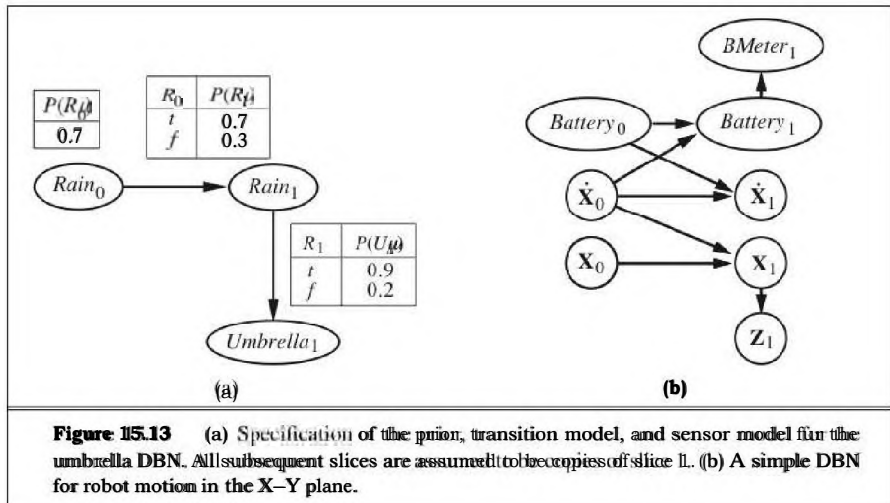 BMeter₁
P(R₀)
0.7
R₀ P(R₁)
t 0.7
f 0.3
Battery₀ Battery₁
Rain₀ Rain₁
Ẋ₀ Ẋ₁
R₁ P(U₁)
t 0.9
f 0.2
X₀ X₁
Umbrella₁
Z₁
(a) (b)
Figure 15.13 (a) Specification of the prior, transition model, and sensor model fur the
umbrella DBN. All subsequent slices are assumed to be copies of slice 1. (b) A simple DBN
for robot motion in the X–Y plane.